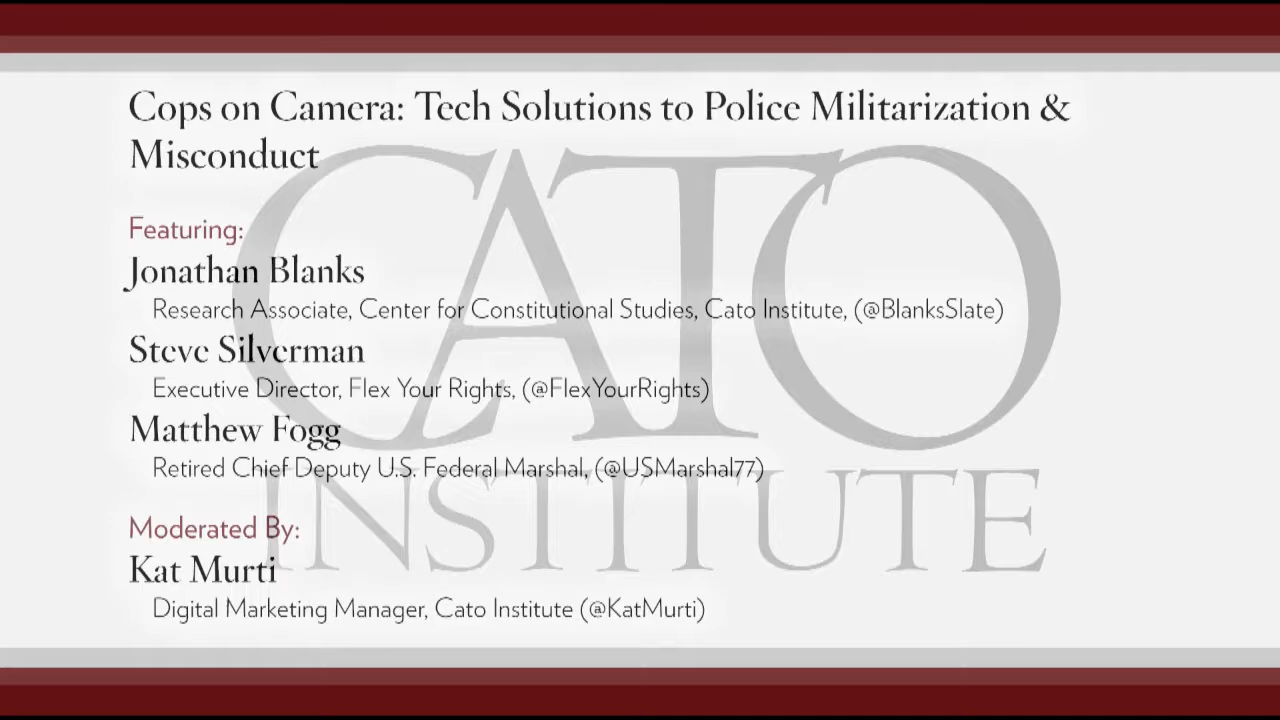 Cops on Camera: Tech Solutions to Police Militarization &
Misconduct
Featuring:
Jonathan Blanks
Research Associate, Center for Constitutional Studies, Cato Institute, (@BlanksSlate)
Steve Silverman
Executive Director, Flex Your Rights, (@FlexYourRights)
Matthew Fogg
Retired Chief Deputy U.S. Federal Marshal, (@USMarshal77)
Moderated By:
Kat Murti
Digital Marketing Manager, Cato Institute (@KatMurti)
CATO
INSTITUTE